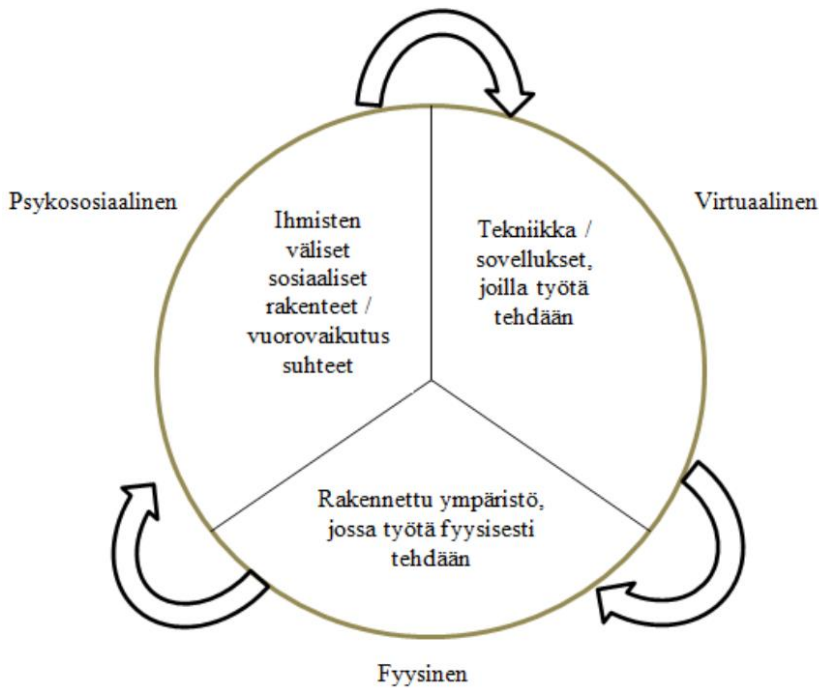 Psykososiaalinen
Virtuaalinen
Ihmisten
väliset
sosiaaliset
rakenteet /
vuorovaikutus
suhteet
Tekniikka /
sovellukset,
joilla työtä
tehdään
Rakennettu ympäristö,
jossa työtä fyysisesti
tehdään
Fyysinen